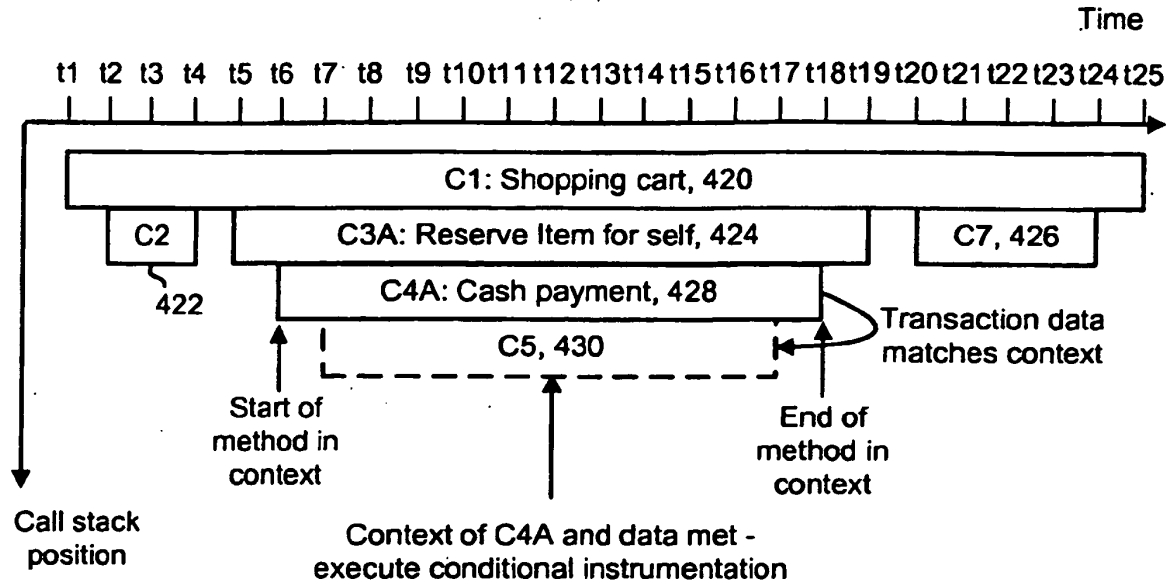 Time
t1 t2 t3 t4 t5 t6 t7 t8 t9 t10 t11 t12 t13 t14 t15 t16 t17 t18 t19 t20 t21 t22 t23 t24 t25
C1: Shopping cart, 420
C2
C3A: Reserve Item for self, 424
C7, 426
422
C4A: Cash payment, 428
C5, 430
Transaction data
matches context
Start of
method in
context
End of
method in
context
Call stack
position
Context of C4A and data met -
execute conditional instrumentation